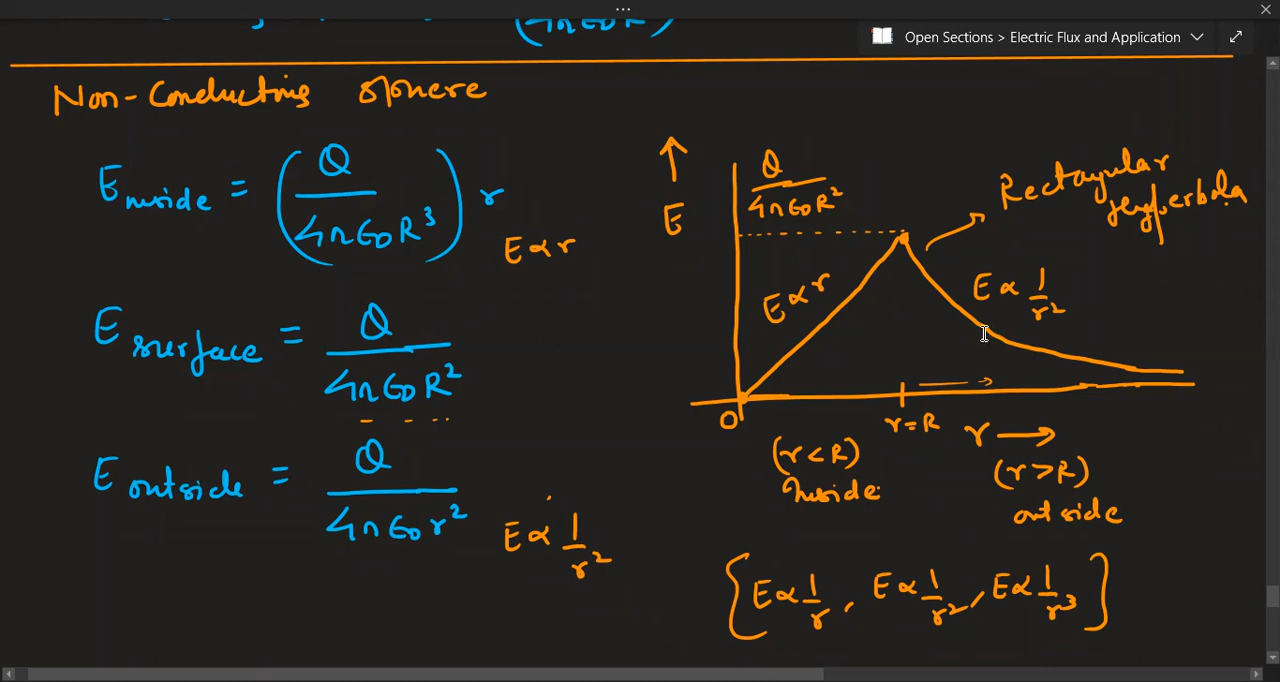 Open Sections > Electric Flux and Application
Non-Conducting Sphere
E inside = (Q / 4πϵ0R³) r
E ∝ r
E surface = Q / 4πϵ0R²
E outside = Q / 4πϵ0r²
E ∝ 1/r²
E
Q / 4πϵ0R²
Rectangular
hyperbola
E ∝ r
E ∝ 1/r²
0
r = R
r
(r < R)
Inside
(r > R)
outside
{E ∝ 1/r, E ∝ 1/r², E ∝ 1/r³}